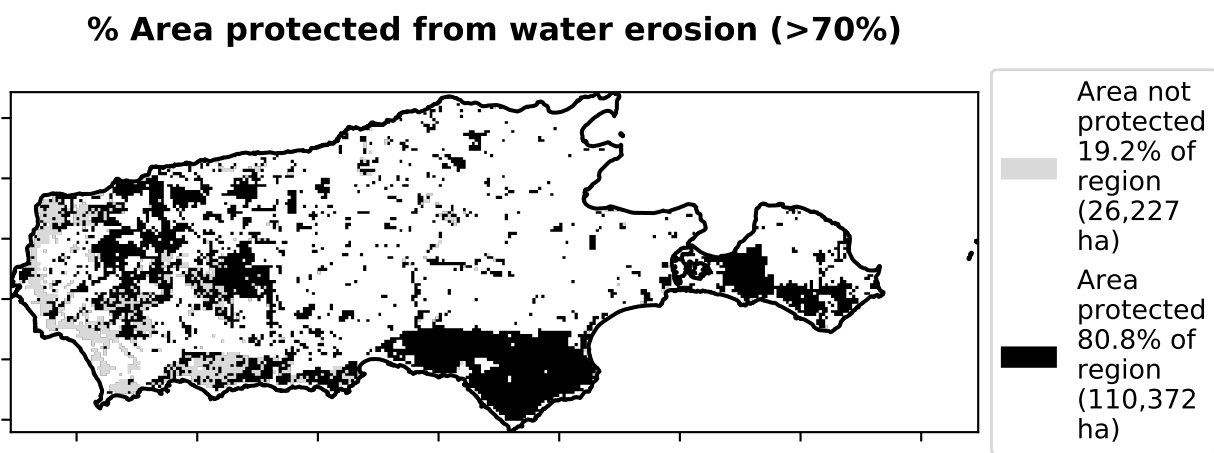 % Area protected from water erosion (>70%)
Area not
protected
19.2% of
region
(26,227
ha)
Area
protected
80.8% of
region
(110,372
ha)